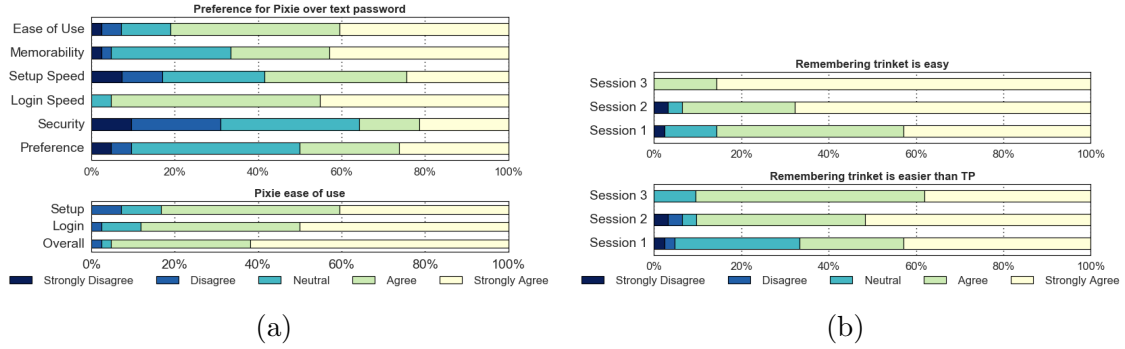 Preference for Pixie over text password
Ease of Use
Memorability
Setup Speed
Login Speed
Security
Preference
0% 20% 40% 60% 80% 100%
Pixie ease of use
Setup
Login
Overall
0% 20% 40% 60% 80% 100%
Strongly Disagree Disagree Neutral Agree Strongly Agree
(a)
Remembering trinket is easy
Session 3
Session 2
Session 1
0% 20% 40% 60% 80% 100%
Remembering trinket is easier than TP
Session 3
Session 2
Session 1
0% 20% 40% 60% 80% 100%
Strongly Disagree Disagree Neutral Agree Strongly Agree
(b)